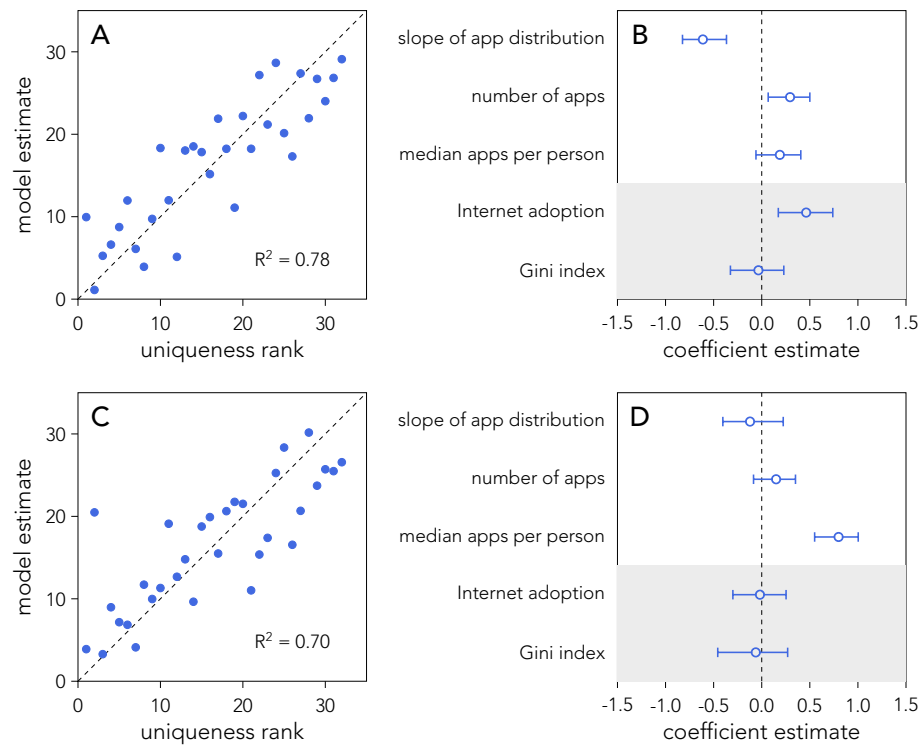 A
model estimate
30
20
10
0
R² = 0.78
0
10
20
30
uniqueness rank
B
slope of app distribution
number of apps
median apps per person
Internet adoption
Gini index
-1.5
-1.0
-0.5
0.0
0.5
1.0
1.5
coefficient estimate
C
model estimate
30
20
10
0
R² = 0.70
0
10
20
30
uniqueness rank
D
slope of app distribution
number of apps
median apps per person
Internet adoption
Gini index
-1.5
-1.0
-0.5
0.0
0.5
1.0
1.5
coefficient estimate